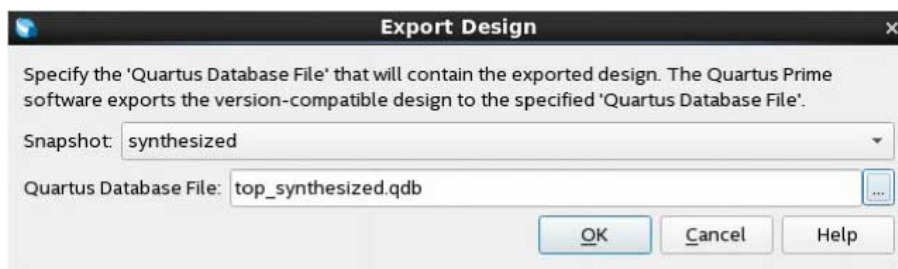 Export Design
Specify the 'Quartus Database File' that will contain the exported design. The Quartus Prime
software exports the version-compatible design to the specified 'Quartus Database File'.
Snapshot: synthesized
Quartus Database File: top_synthesized.qdb ...
OK Cancel Help